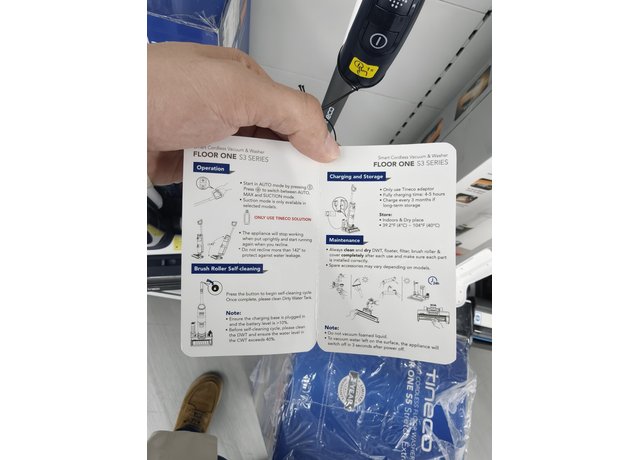 Smart Cordless Vacuum & Washer
FLOOR ONE S3 SERIES
Operation
• Start in AUTO mode by pressing
Press to switch between AUTO,
MAX and SUCTION mode.
• Suction mode is only available in
selected models.
ONLY USE TINECO SOLUTION
• The appliance will stop working
when put uprightly and start running
again when you recline.
• Do not recline more than 142° to
protect against water leakage.
Brush Roller Self-cleaning
Press the button to begin self-cleaning cycle.
Once complete, please clean Dirty Water Tank.
Note:
• Ensure the charging base is plugged in
and the battery level is >10%.
• Before self-cleaning cycle, please clean
the DWT and ensure the water level in
the CWT exceeds 40%.
Smart Cordless Vacuum & Washer
FLOOR ONE S3 SERIES
Charging and Storage
• Only use Tineco adaptor
• Fully charging time: 4-5 hours
• Charge every 3 months if
long-term storage
Store:
• Indoors & Dry place
• 39.2°F (4°C) – 104°F (40°C)
Maintenance
• Always clean and dry DWT, floater, filter, brush roller &
cover completely after each use and make sure each part
is installed correctly.
• Spare accessories may vary depending on models.
Note:
• Do not vacuum foamed liquid.
• To vacuum water left on the surface, the appliance will
switch off in 3 seconds after power off.
2 YEAR
tineco